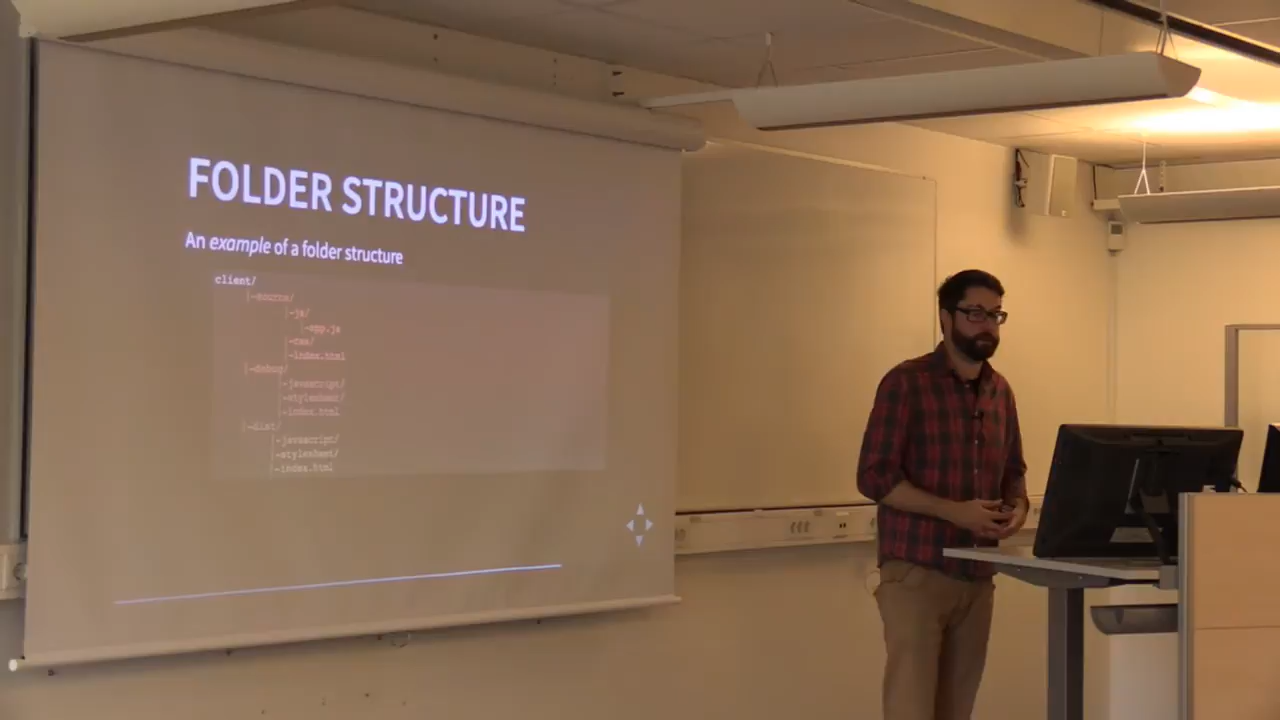 FOLDER STRUCTURE
An example of a folder structure
client/
|-source/
|-js/
|-app.js
|-css/
|-index.html
|-debug/
|-javascript/
|-stylesheet/
|-index.html
|-dist/
|-javascript/
|-stylesheet/
|-index.html